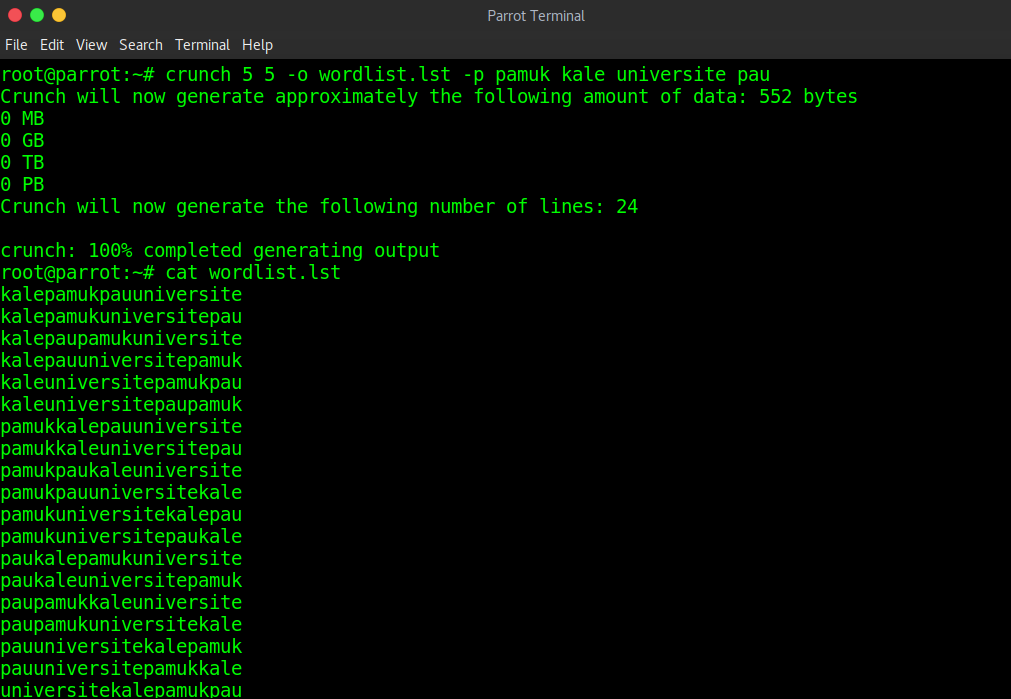 Parrot Terminal
File Edit View Search Terminal Help
root@parrot:~# crunch 5 5 -o wordlist.lst -p pamuk kale universite pau
Crunch will now generate approximately the following amount of data: 552 bytes
0 MB
0 GB
0 TB
0 PB
Crunch will now generate the following number of lines: 24
crunch: 100% completed generating output
root@parrot:~# cat wordlist.lst
kalepamukpauuniversite
kalepamukuniversitepau
kalepaupamukuniversite
kalepauuniversitepamuk
kaleuniversitepamukpau
kaleuniversitepaupamuk
pamukkalepauuniversite
pamukkaleuniversitepau
pamukpaukaleuniversite
pamukpauuniversitekale
pamukuniversitekalepau
pamukuniversitepaukale
paukalepamukuniversite
paukaleuniversitepamuk
paupamukkaleuniversite
paupamukuniversitekale
pauuniversitekalepamuk
pauuniversitepamukkale
universitekalepamukpau